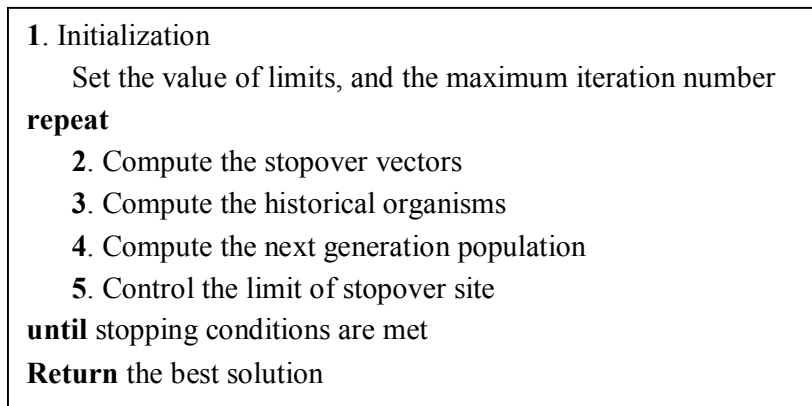 1. Initialization
Set the value of limits, and the maximum iteration number
repeat
2. Compute the stopover vectors
3. Compute the historical organisms
4. Compute the next generation population
5. Control the limit of stopover site
until stopping conditions are met
Return the best solution